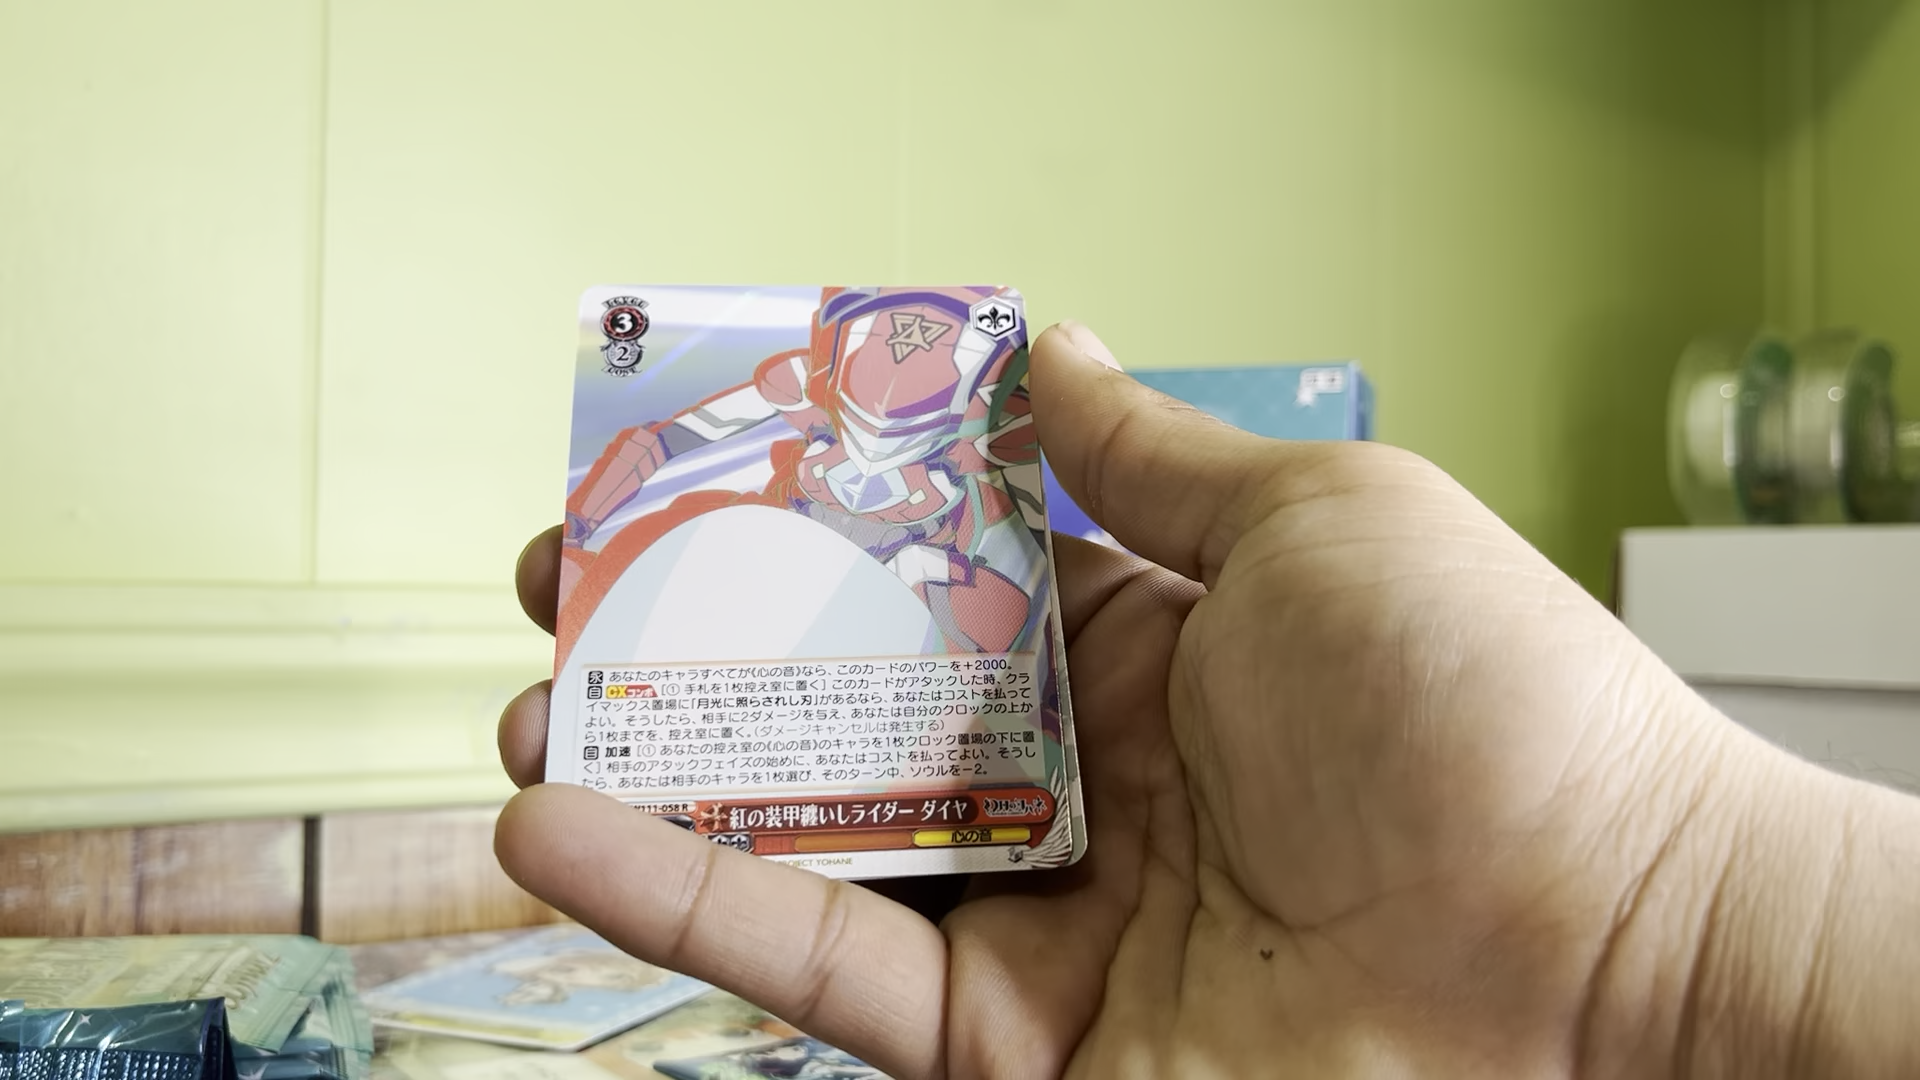 3
2
永 あなたのキャラすべてが《心の音》なら、このカードのパワーを+2000。
自 CXコンボ [① 手札を1枚控え室に置く] このカードがアタックした時、クラ
イマックス置場に「月光に照らされし刃」があるなら、あなたはコストを払って
よい。そうしたら、相手に2ダメージを与え、あなたは自分のクロックの上か
ら1枚までを、控え室に置く。(ダメージキャンセルは発生する)
自 加速 [① あなたの控え室の《心の音》のキャラを1枚クロック置場の下に置
く] 相手のアタックフェイズの始めに、あなたはコストを払ってよい。そうし
たら、あなたは相手のキャラを1枚選び、そのターン中、ソウルを−2。
111-058 R
紅の装甲纏いしライダー ダイヤ
心の音
PROJECT YOHANE